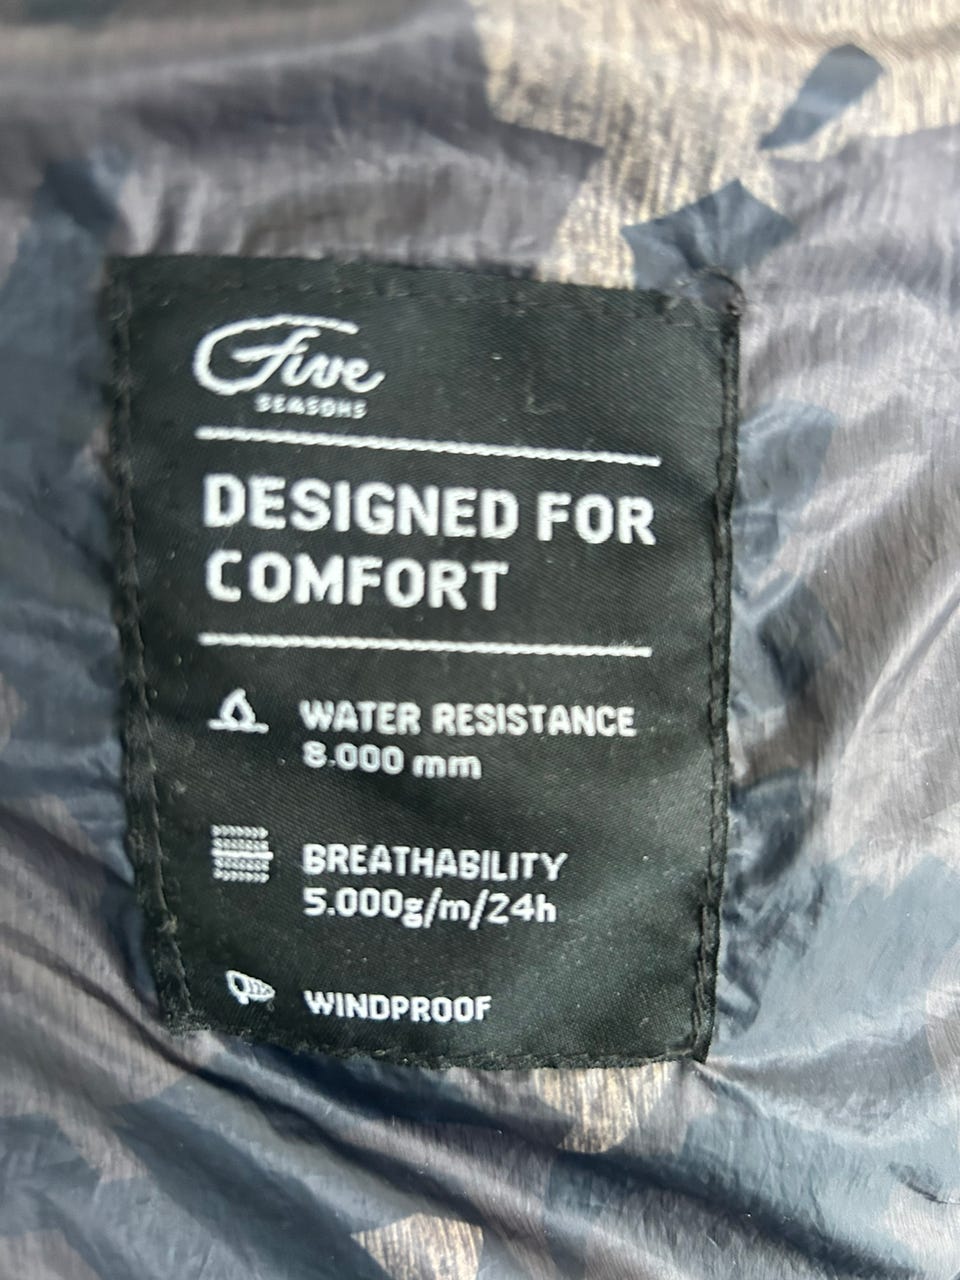 Five
SEASONS
DESIGNED FOR
COMFORT
WATER RESISTANCE
8.000 mm
BREATHABILITY
5.000g/m/24h
WINDPROOF